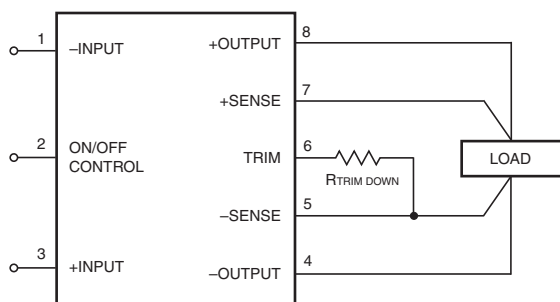 1 –INPUT
2 ON/OFF
CONTROL
3 +INPUT
+OUTPUT 8
+SENSE 7
TRIM 6
RTRIM DOWN
–SENSE 5
–OUTPUT 4
LOAD